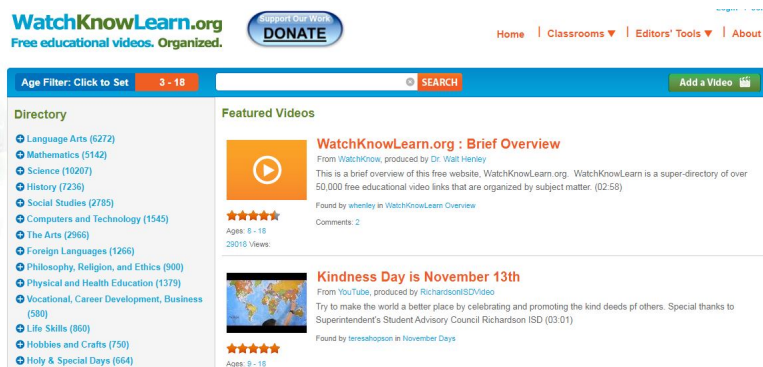 WatchKnowLearn.org
Free educational videos. Organized.
Support Our Work
DONATE
Home | Classrooms ▼ | Editors' Tools ▼ | About
Age Filter: Click to Set 3 - 18
SEARCH
Add a Video
Directory
Language Arts (6272)
Mathematics (5142)
Science (10207)
History (7236)
Social Studies (2785)
Computers and Technology (1545)
The Arts (2966)
Foreign Languages (1266)
Philosophy, Religion, and Ethics (900)
Physical and Health Education (1379)
Vocational, Career Development, Business
(580)
Life Skills (860)
Hobbies and Crafts (750)
Holy & Special Days (664)
Featured Videos
WatchKnowLearn.org : Brief Overview
From WatchKnow, produced by Dr. Walt Henley
This is a brief overview of this free website, WatchKnowLearn.org. WatchKnowLearn is a super-directory of over
50,000 free educational video links that are organized by subject matter. (02:58)
Found by whenley in WatchKnowLearn Overview
Comments: 2
Ages: 6 - 18
29018 Views:
Kindness Day is November 13th
From YouTube, produced by RichardsonISDVideo
Try to make the world a better place by celebrating and promoting the kind deeds pf others. Special thanks to
Superintendent's Student Advisory Council Richardson ISD (03:01)
Found by teresahopson in November Days
Ages: 9 - 18